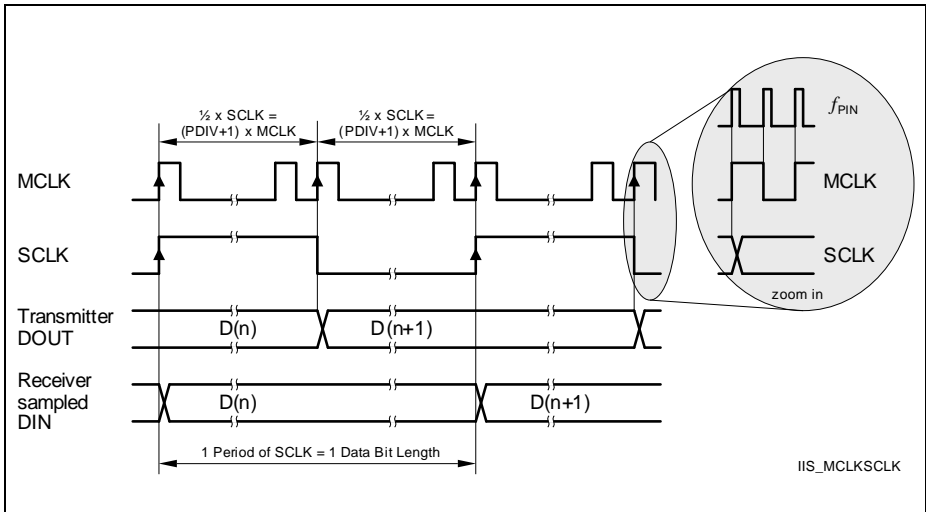 ½ x SCLK =
(PDIV+1) x MCLK
½ x SCLK =
(PDIV+1) x MCLK
fPIN
MCLK
MCLK
SCLK
SCLK
zoom in
Transmitter
DOUT
D(n)
D(n+1)
Receiver
sampled
DIN
D(n)
D(n+1)
1 Period of SCLK = 1 Data Bit Length
IIS_MCLKSCLK